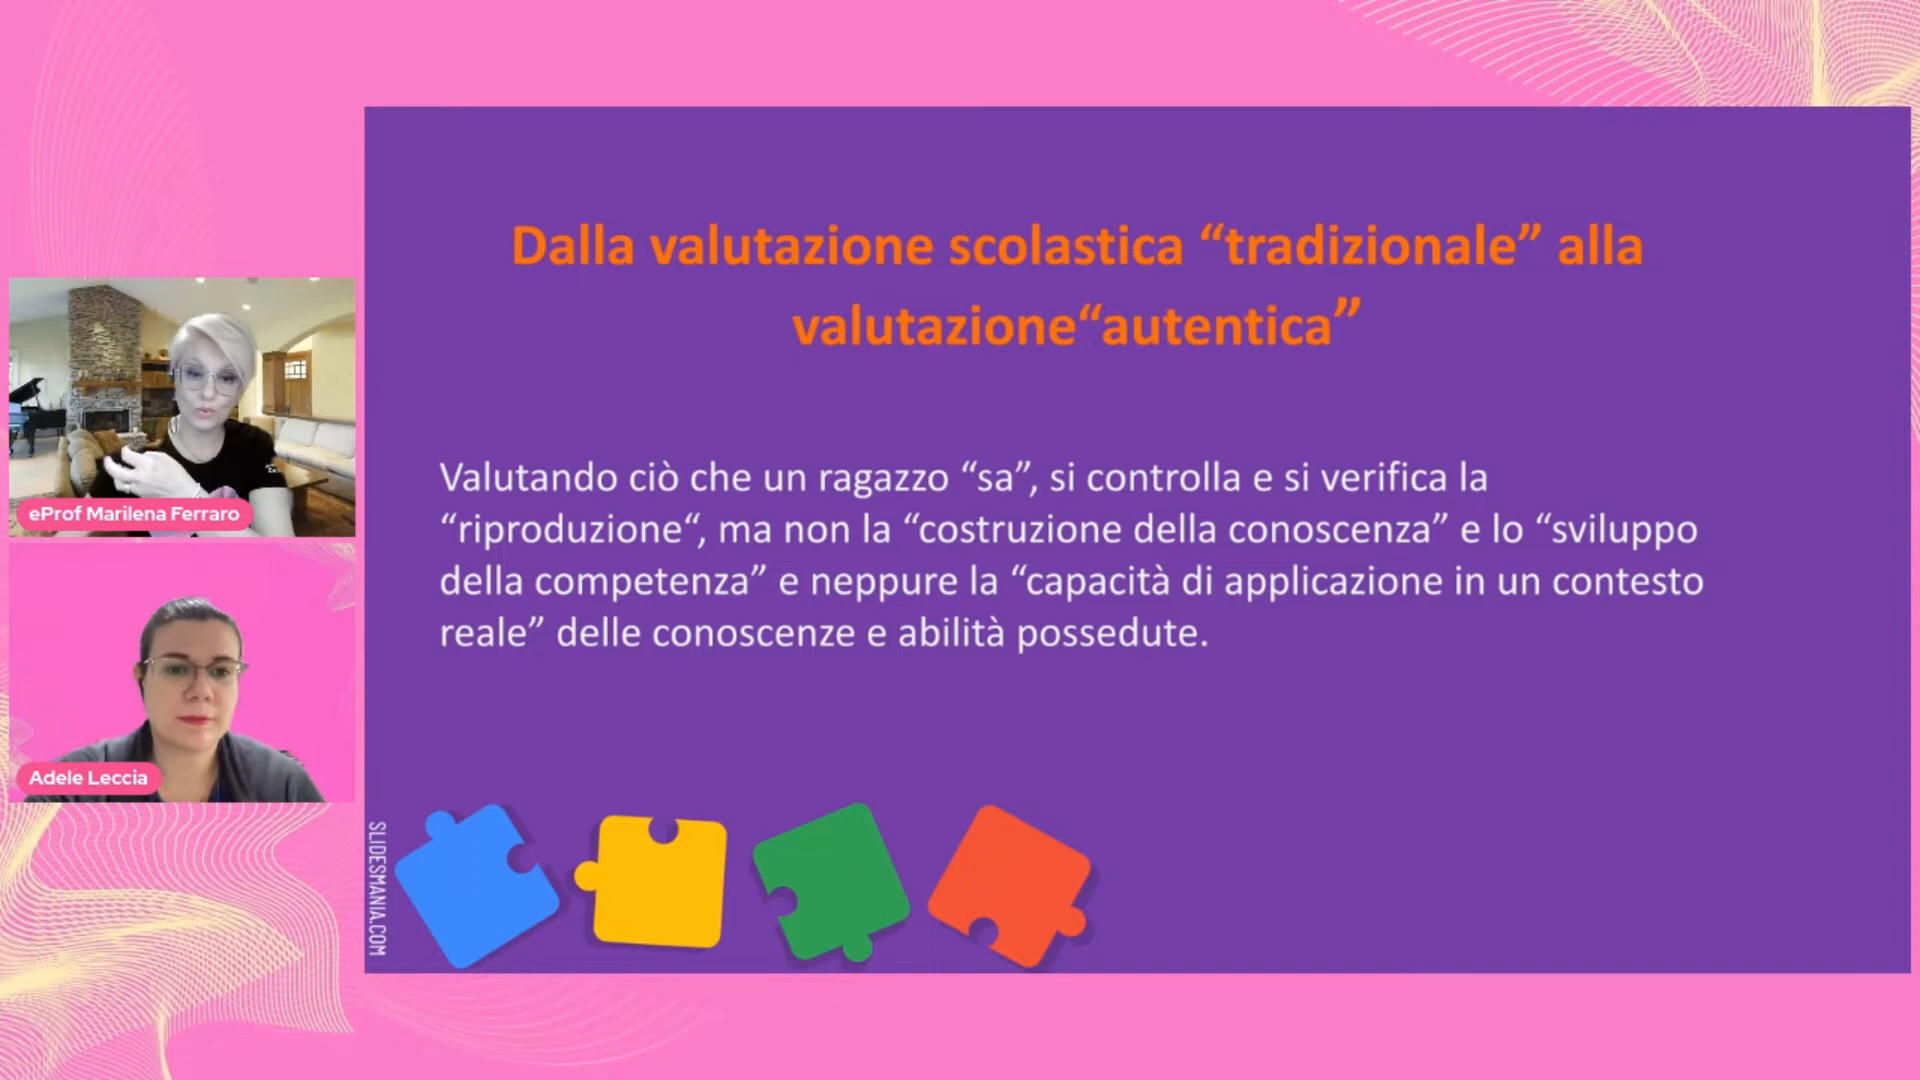 Dalla valutazione scolastica “tradizionale” alla
valutazione“autentica”
Valutando ciò che un ragazzo “sa”, si controlla e si verifica la
“riproduzione“, ma non la “costruzione della conoscenza” e lo “sviluppo
della competenza” e neppure la “capacità di applicazione in un contesto
reale” delle conoscenze e abilità possedute.
eProf Marilena Ferraro
Adele Leccia
SLIDESMANIA.COM